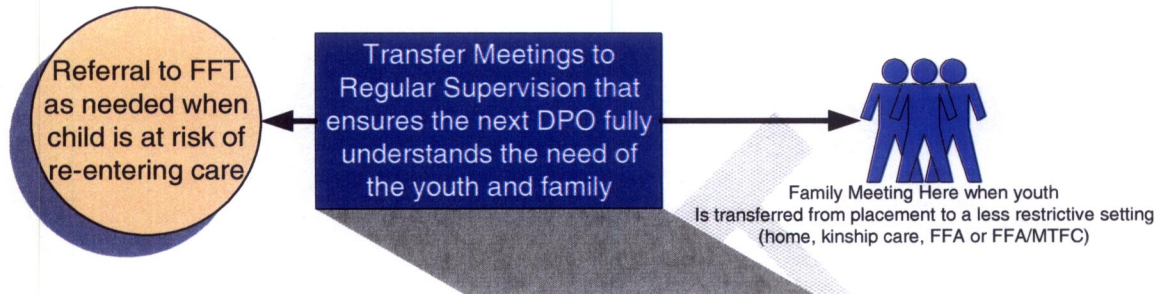 Referral to FFT
as needed when
child is at risk of
re-entering care
Transfer Meetings to
Regular Supervision that
ensures the next DPO fully
understands the need of
the youth and family
Family Meeting Here when youth
Is transferred from placement to a less restrictive setting
(home, kinship care, FFA or FFA/MTFC)